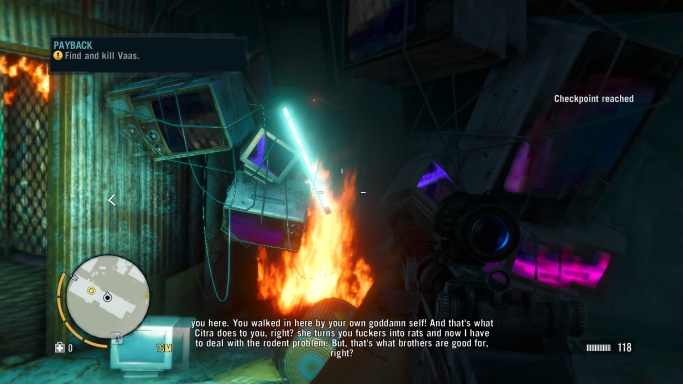 PAYBACK
Find and kill Vaas.
Checkpoint reached
you here. You walked in here by your own goddamn self! And that's what
Citra does to you, right? she turns you fuckers into rats and now I have
to deal with the rodent problem. But, that's what brothers are good for,
right?
0
16M
118